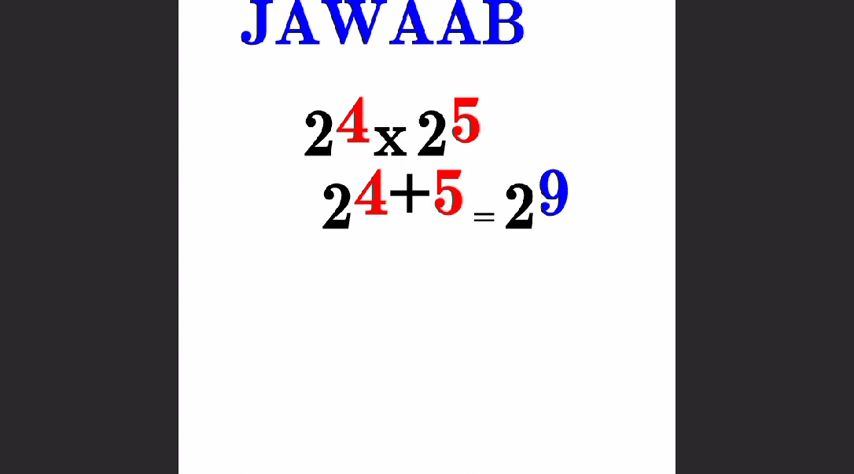 JAWAAB
2⁴ x 2⁵
2⁴⁺⁵ = 2⁹